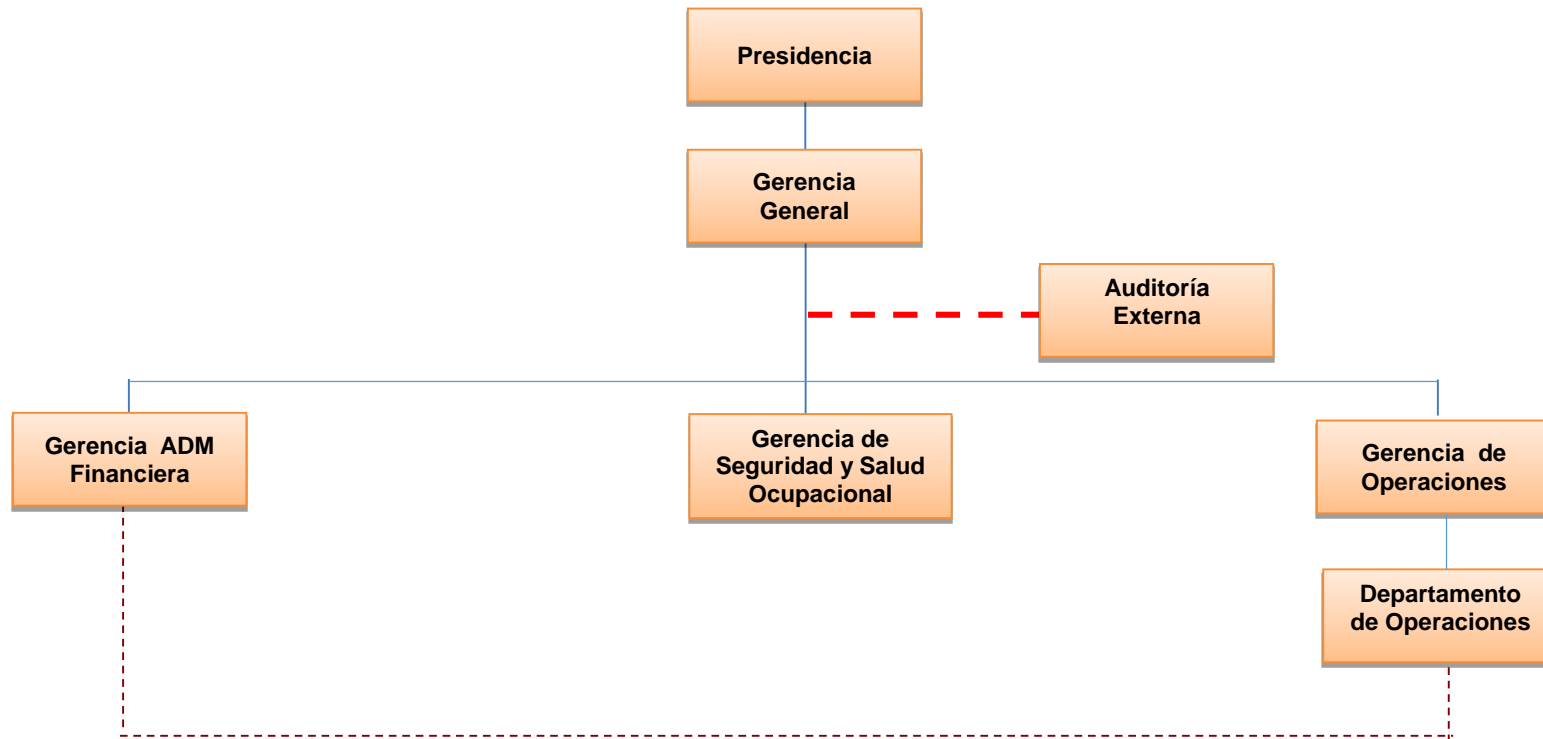 Presidencia
Gerencia
General
Auditoría
Externa
Gerencia ADM
Financiera
Gerencia de
Seguridad y Salud
Ocupacional
Gerencia de
Operaciones
Departamento
de Operaciones